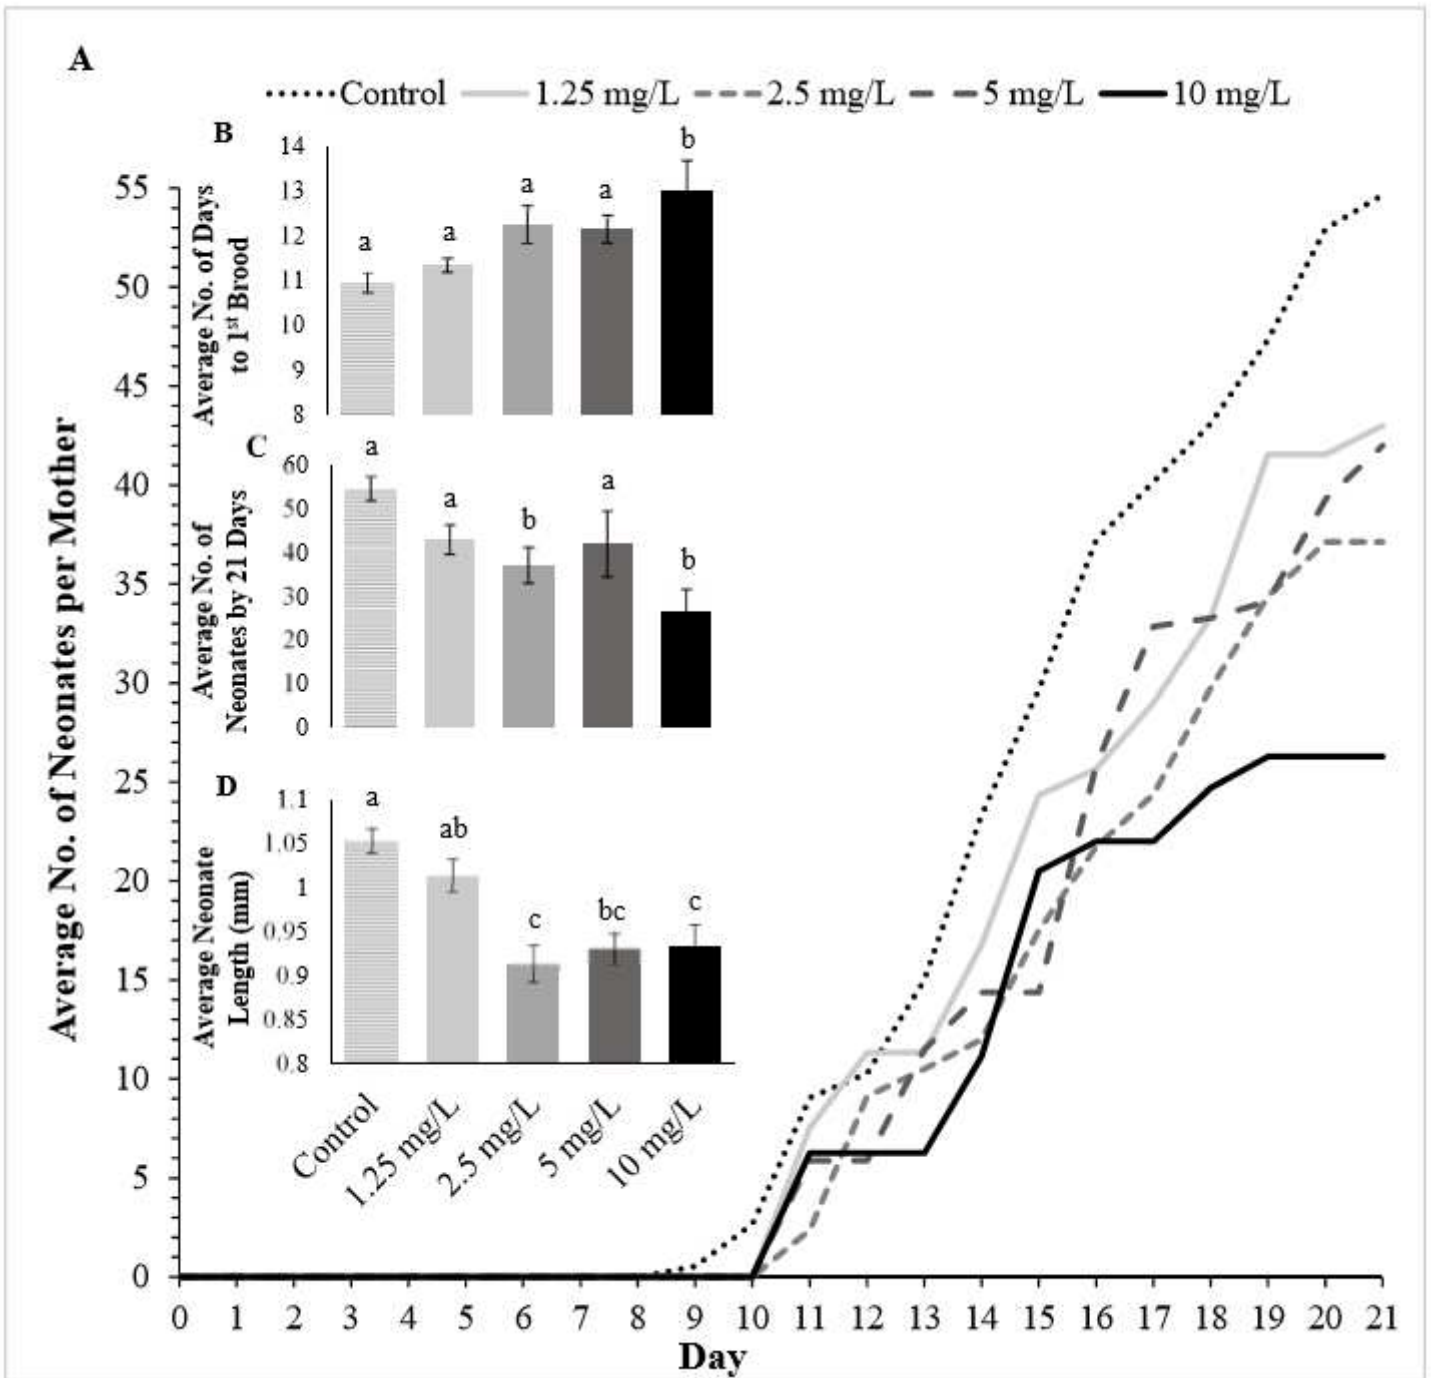 A
Control 1.25 mg/L 2.5 mg/L 5 mg/L 10 mg/L
B
Average No. of Days
to 1st Brood
14
13
12
11
10
9
8
a a a a b
C
Average No. of
Neonates by 21 Days
60
50
40
30
20
10
0
a a b a b
D
Average Neonate
Length (mm)
1.1
1.05
1
0.95
0.9
0.85
0.8
a ab c bc c
Control 1.25 mg/L 2.5 mg/L 5 mg/L 10 mg/L
Average No. of Neonates per Mother
55
50
45
40
35
30
25
20
15
10
5
0
0 1 2 3 4 5 6 7 8 9 10 11 12 13 14 15 16 17 18 19 20 21
Day